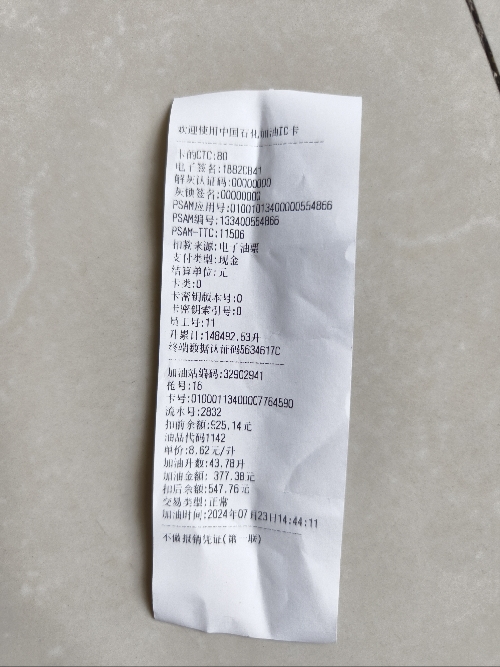 欢迎使用中国石化加油IC卡
卡的CTC:80
电子签名:1882CB41
解灰认证码:00000000
灰锁签名:00000000
PSAM应用号:01001013400000554866
PSAM编号:133400554866
PSAM-TTC:11506
扣款来源:电子油票
支付类型:现金
结算单位:元
卡类:0
卡密钥版本号:0
卡密钥索引号:0
员工号:11
升累计:146492.53升
终端数据认证码5634617C
加油站编码:32902941
枪号:16
卡号:0100011340007764590
流水号:2832
扣前余额:925.14元
油品代码1142
单价:8.62元/升
加油升数:43.78升
加油金额: 377.38元
扣后余额:547.76元
交易类型:正常
加油时间:2024年07月23日14:44:11
不做报销凭证(第一联)